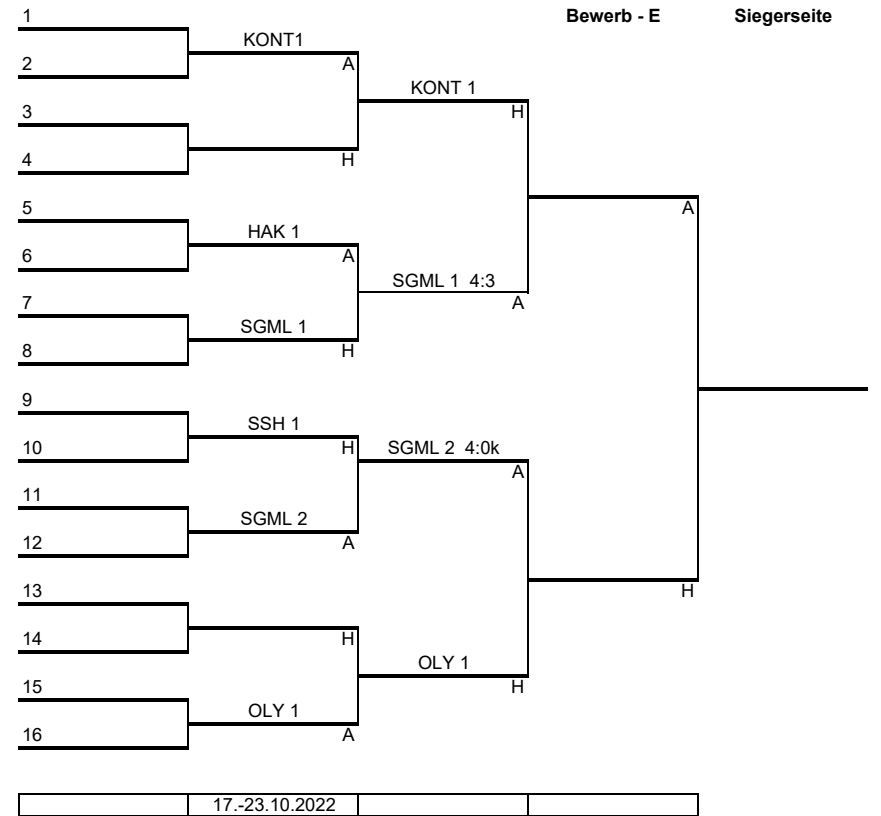 1
Bewerb - E Siegerseite
KONT1
2 A
KONT 1
3 H
4 H
5 A
HAK 1
6 A
SGML 1 4:3
7 A
SGML 1
8 H
9
SSH 1
10 H SGML 2 4:0k
A
11
SGML 2
12 A
13 H
14 H
OLY 1
15 H
OLY 1
16 A
17.-23.10.2022